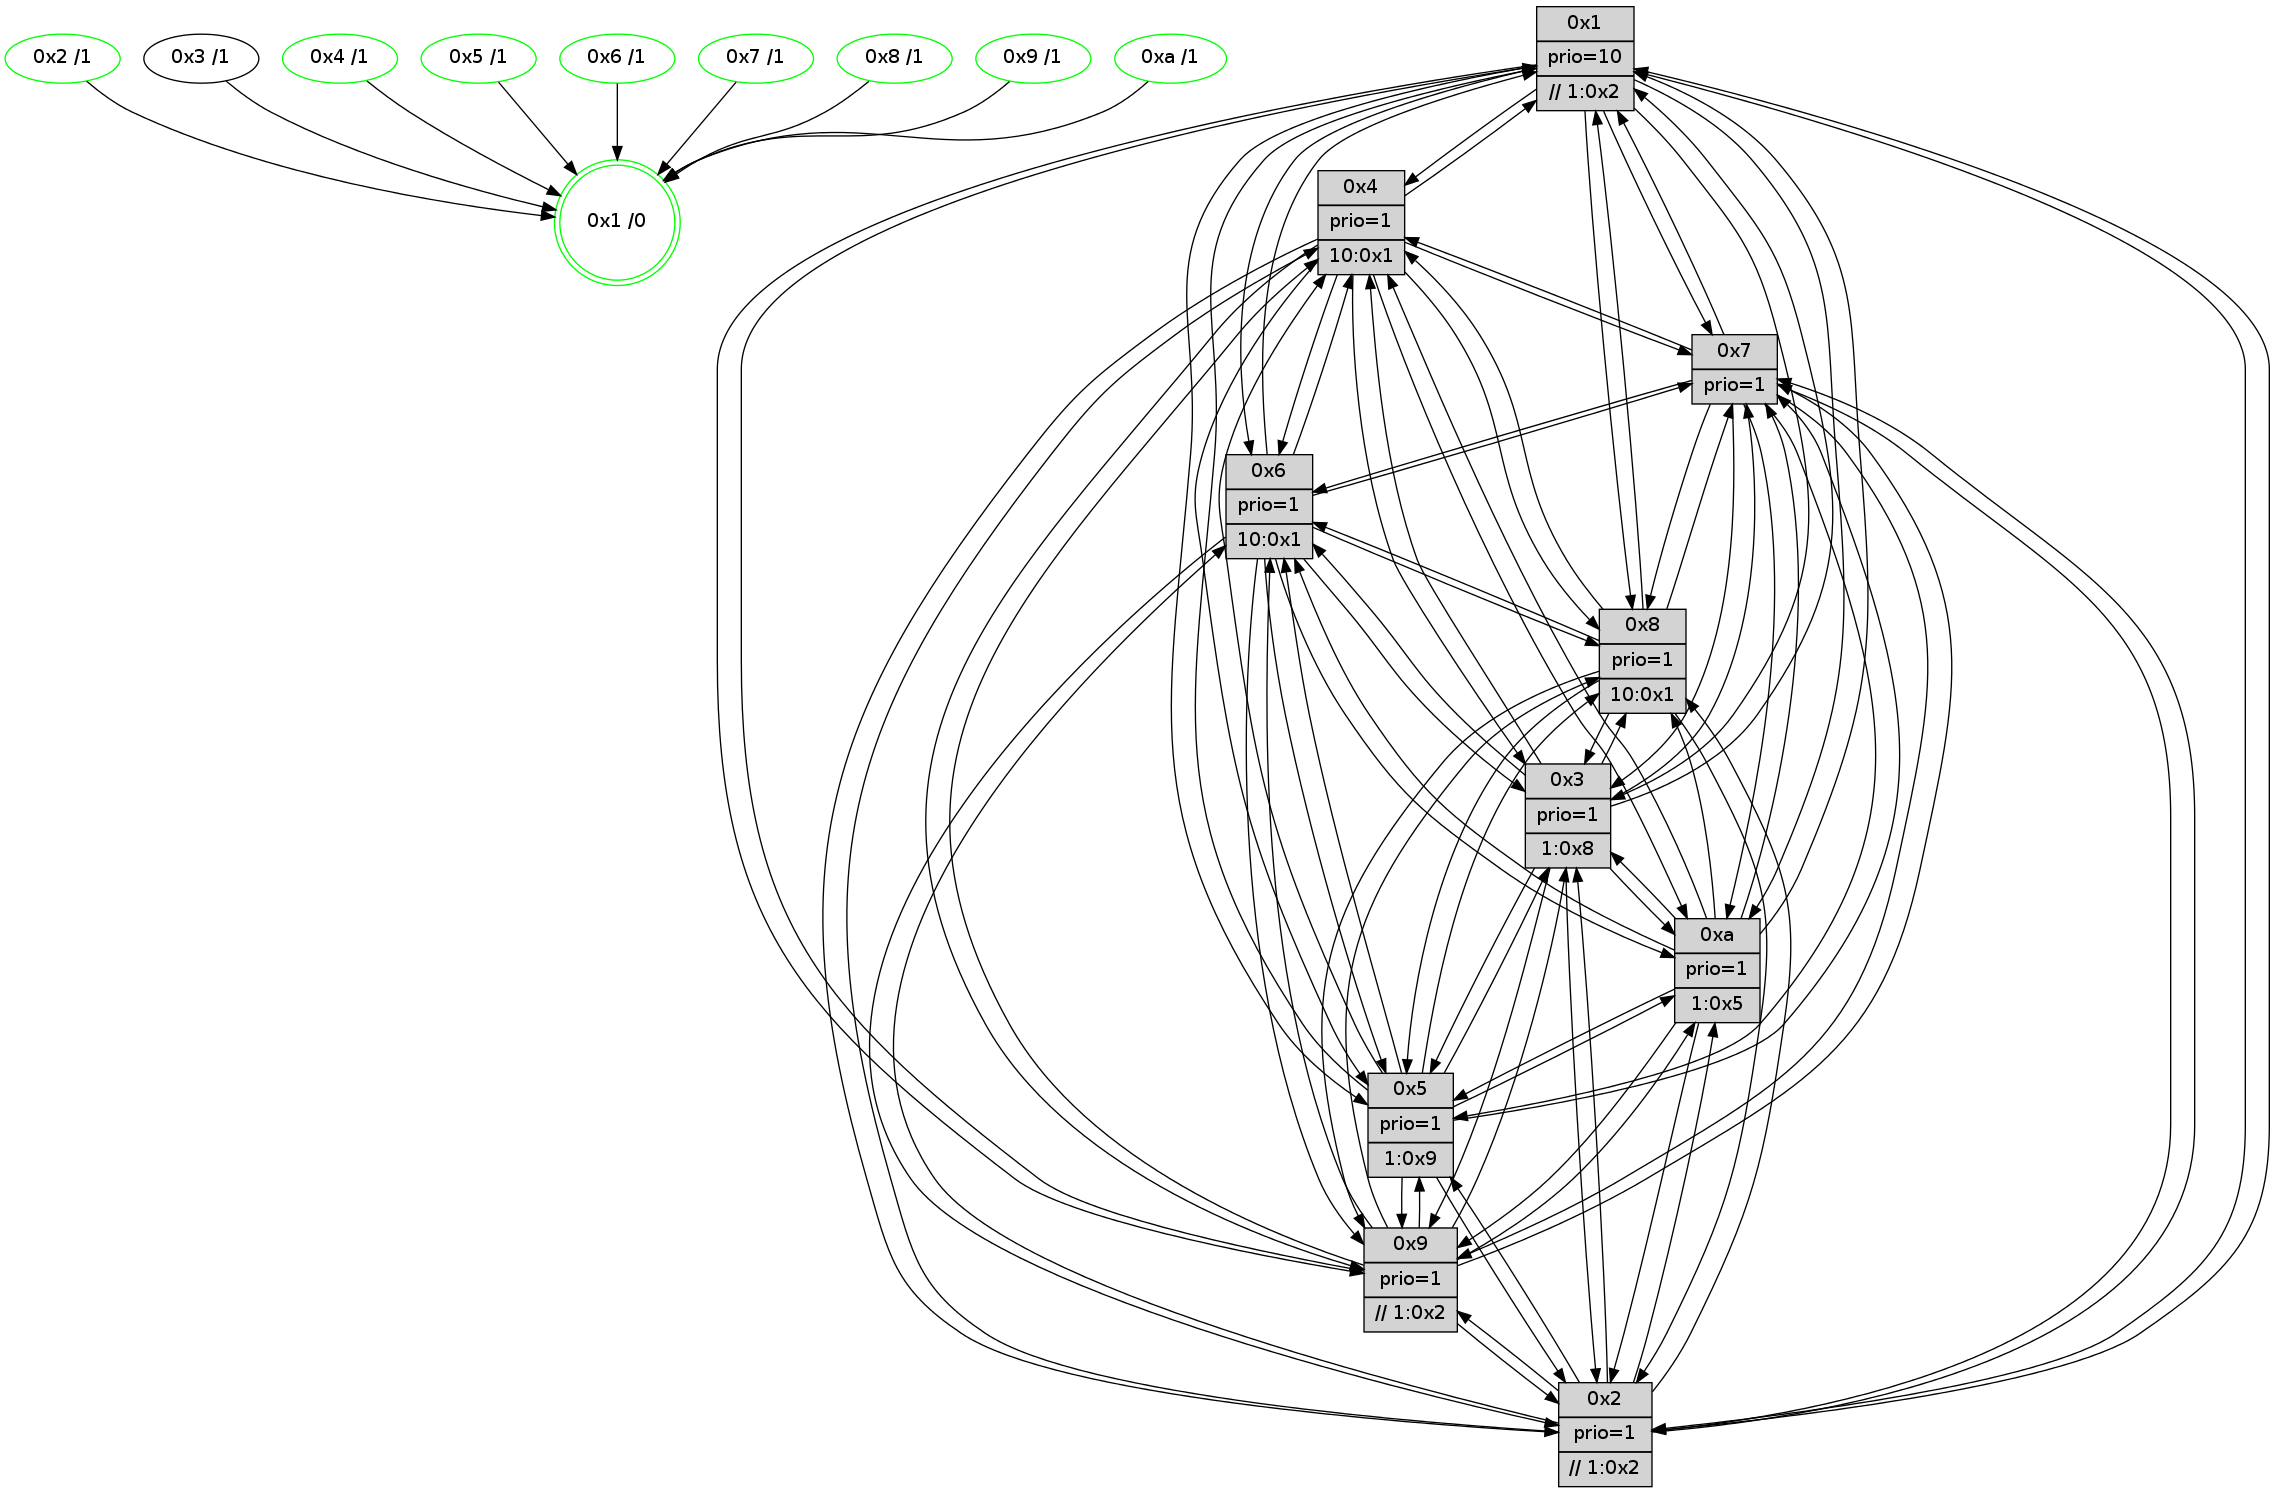 0x2 /1
0x3 /1
0x4 /1
0x5 /1
0x6 /1
0x7 /1
0x8 /1
0x9 /1
0xa /1
0x1 /0
0x1
prio=10
// 1:0x2
0x4
prio=1
10:0x1
0x7
prio=1
0x6
prio=1
10:0x1
0x8
prio=1
10:0x1
0x3
prio=1
1:0x8
0xa
prio=1
1:0x5
0x5
prio=1
1:0x9
0x9
prio=1
// 1:0x2
0x2
prio=1
// 1:0x2